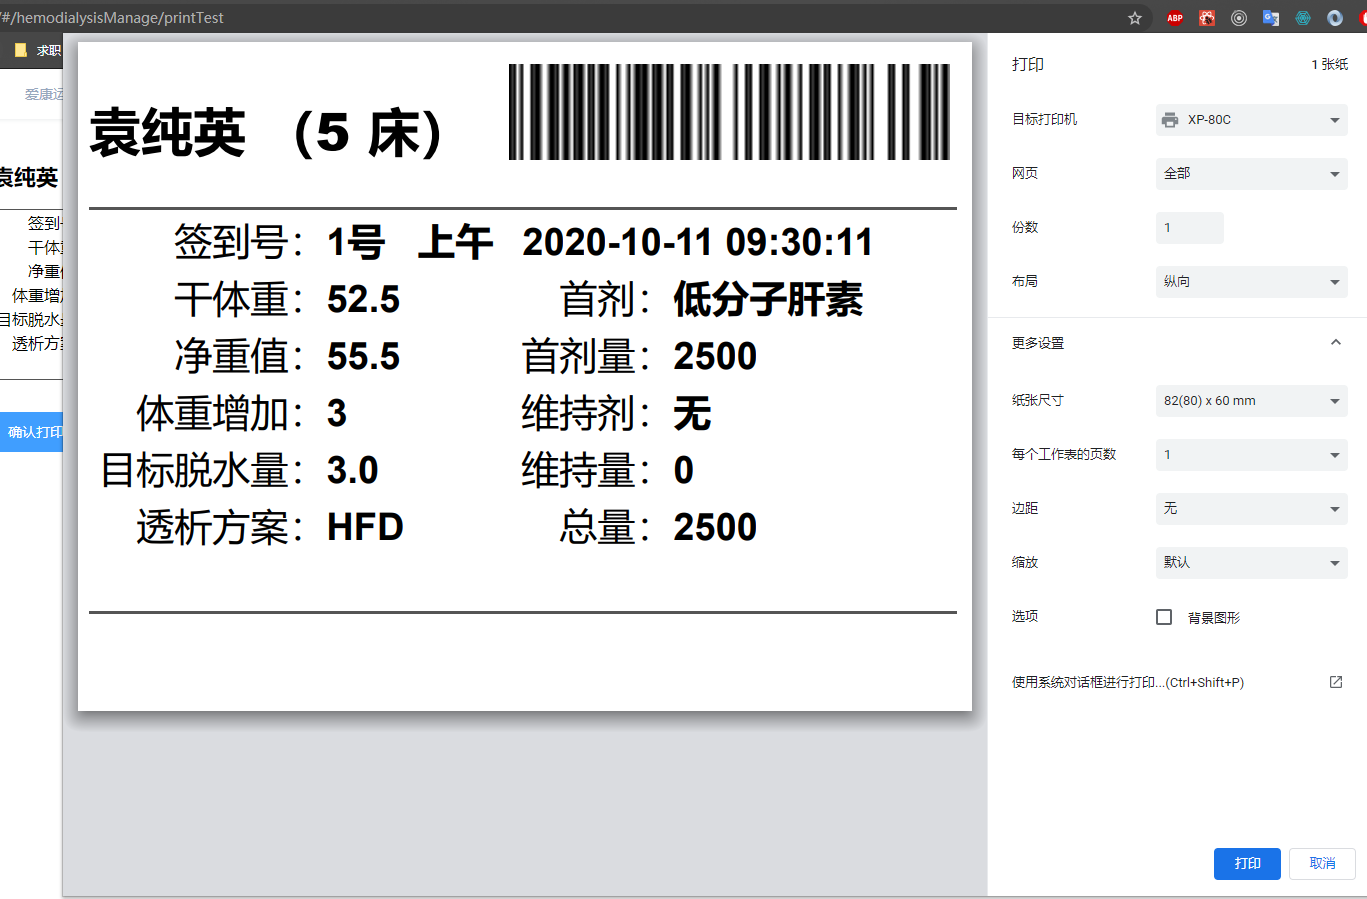 /#/hemodialysisManage/printTest
ABP
求职
爱康运
袁纯英
签到号
干体重
净重值
体重增加
目标脱水量
透析方案
确认打印
袁纯英 （5 床）
签到号：1号 上午 2020-10-11 09:30:11
干体重：52.5 首剂：低分子肝素
净重值：55.5 首剂量：2500
体重增加：3 维持剂：无
目标脱水量：3.0 维持量：0
透析方案：HFD 总量：2500
打印 1 张纸
目标打印机 XP-80C
网页 全部
份数 1
布局 纵向
更多设置
纸张尺寸 82(80) x 60 mm
每个工作表的页数 1
边距 无
缩放 默认
选项 背景图形
使用系统对话框进行打印...(Ctrl+Shift+P)
打印 取消